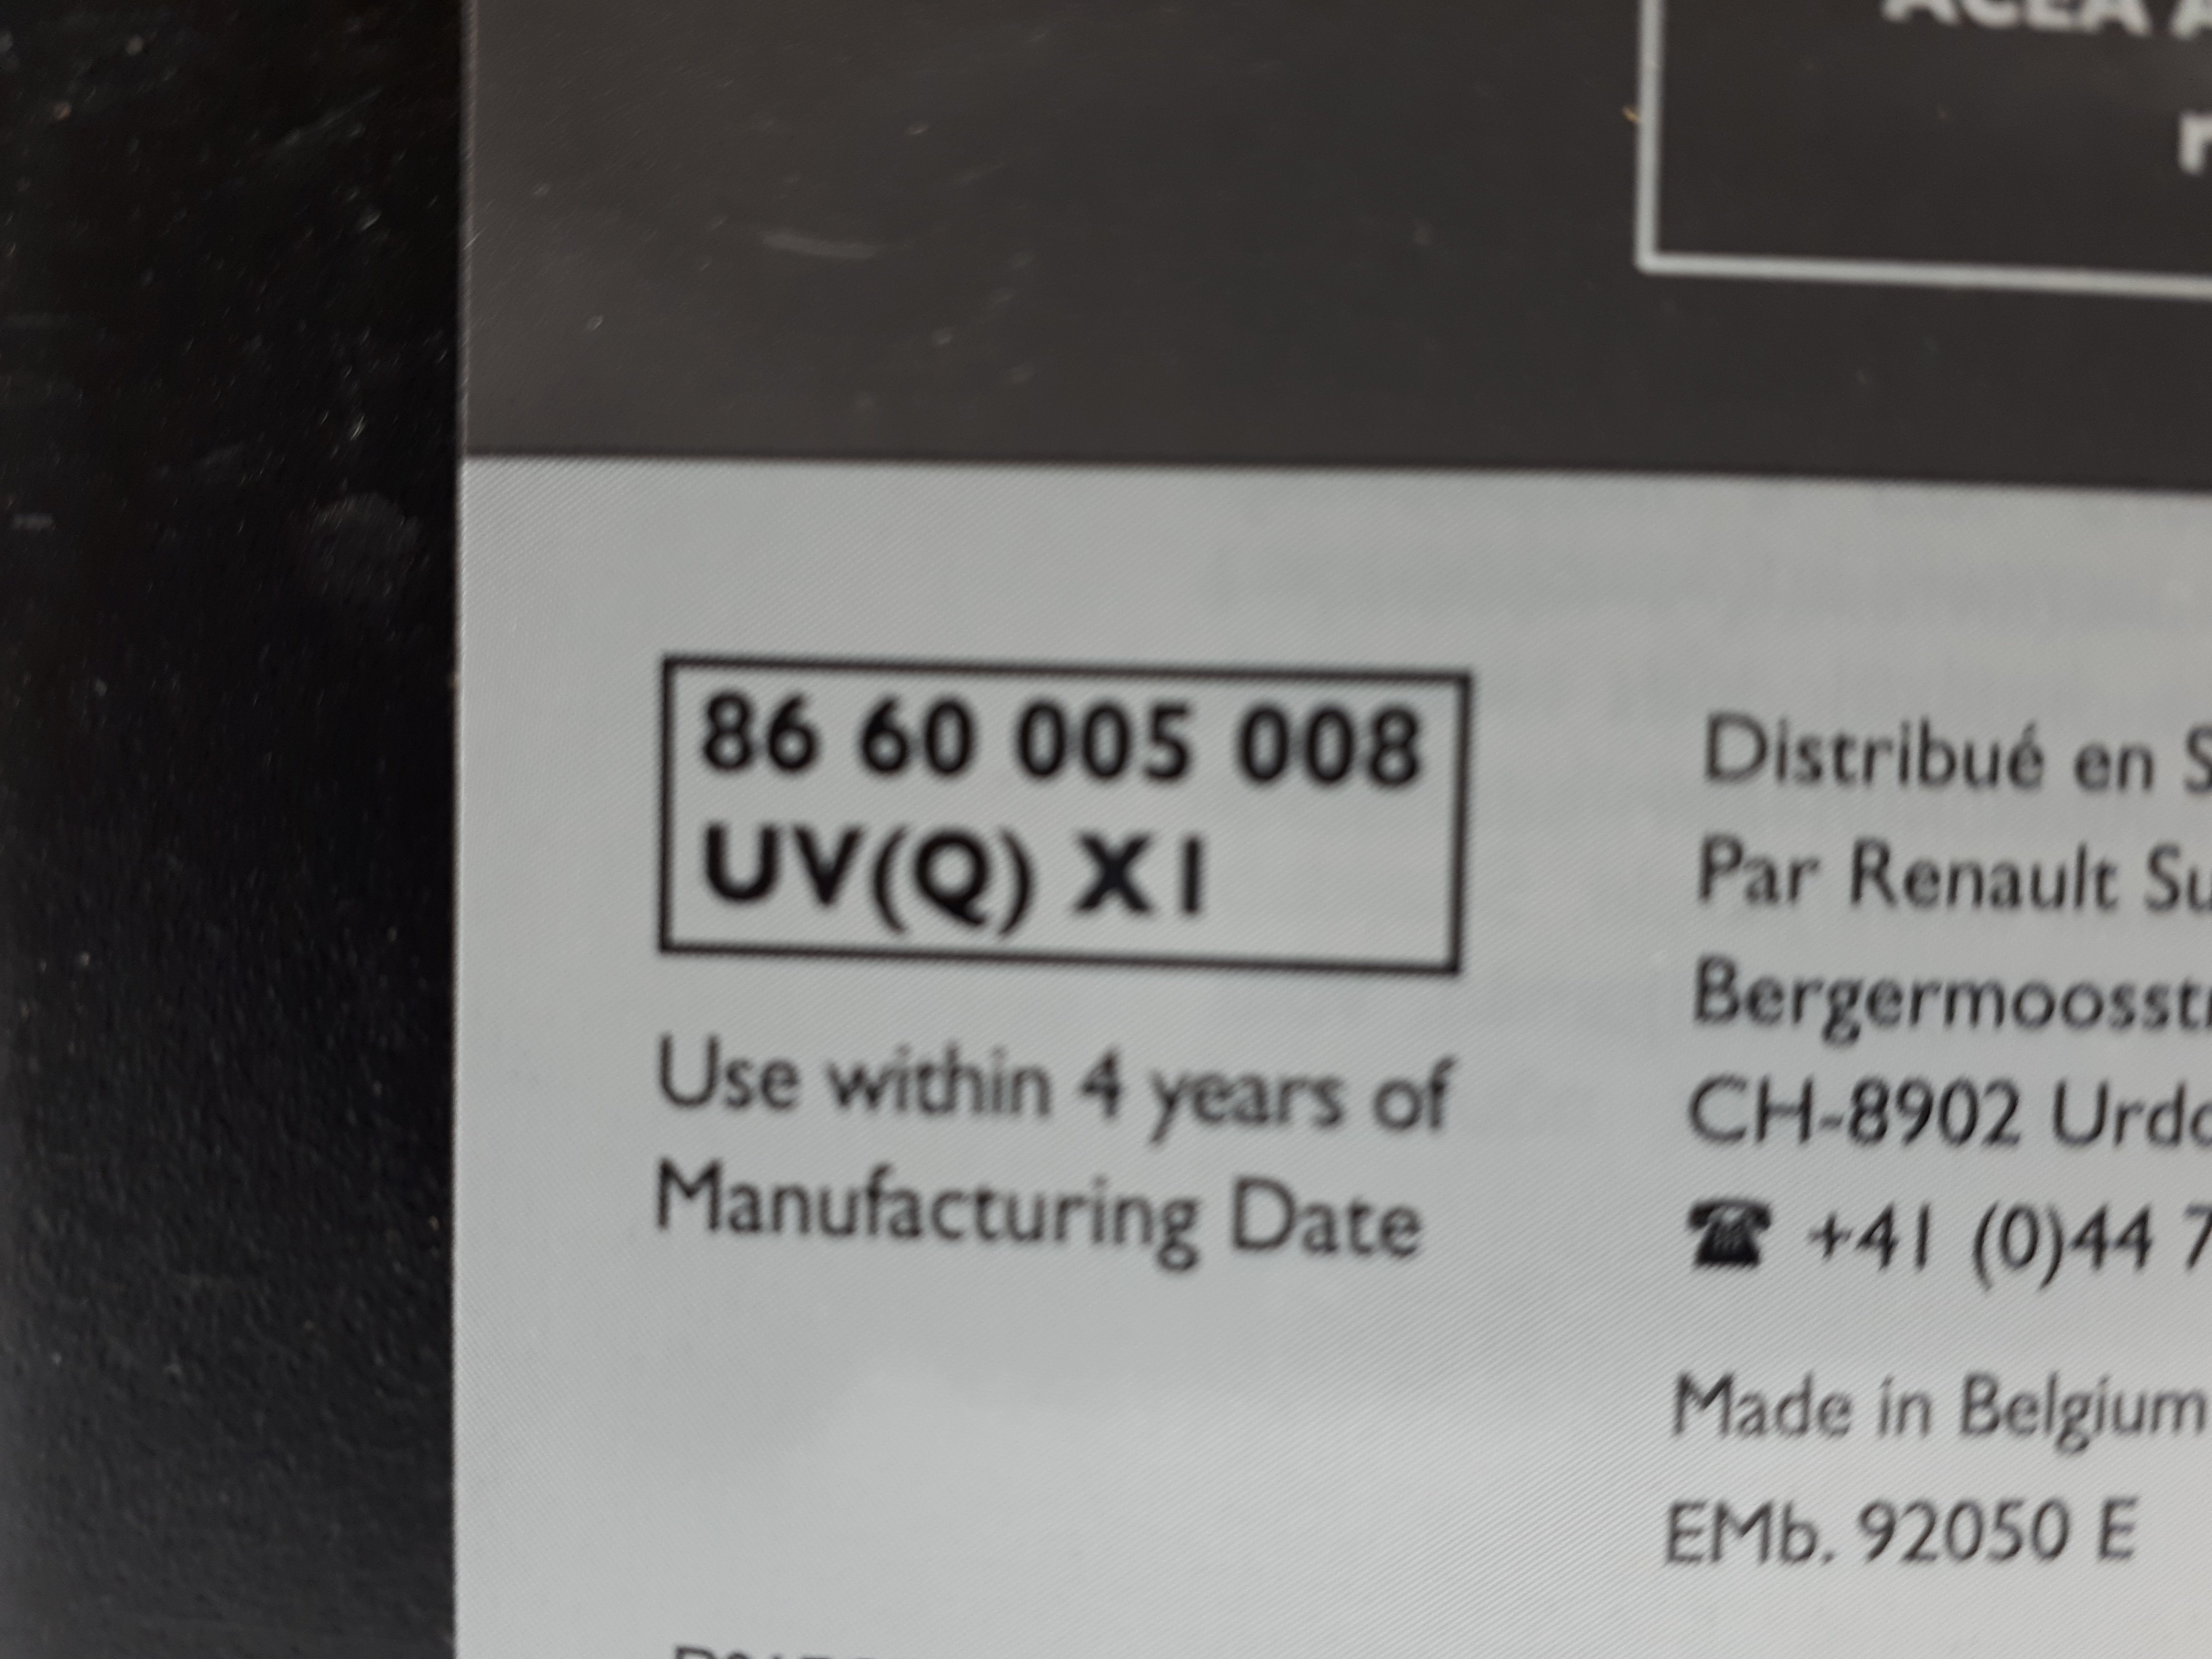 ACEA
86 60 005 008
UV(Q) X1
Use within 4 years of
Manufacturing Date
Distribué en
Par Renault
CH-8902
☎ +41 (0)44
Made in Belgium
EMb. 92050 E